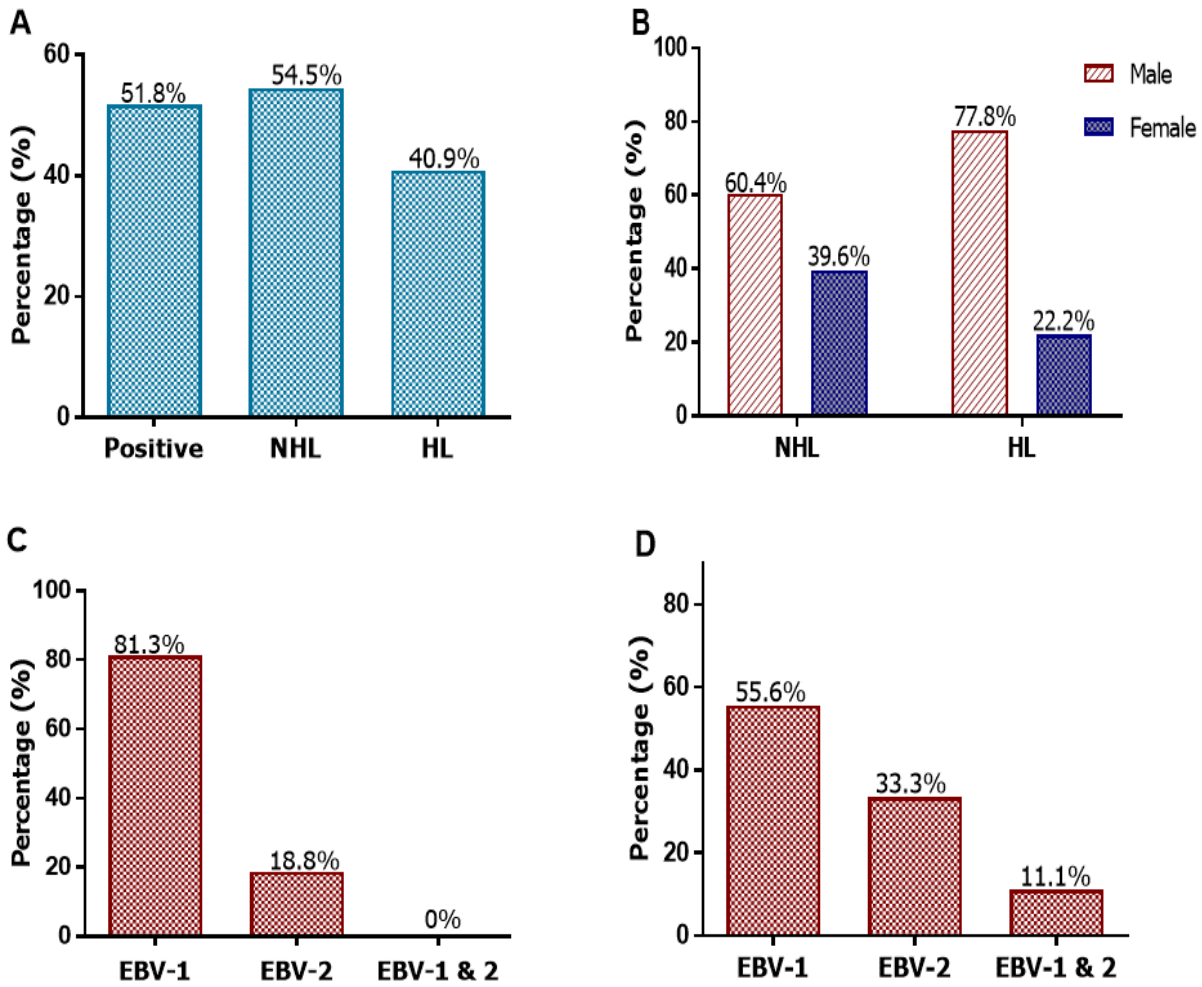 A
Percentage (%)
60
40
20
0
51.8%
54.5%
40.9%
Positive NHL HL
B
Percentage (%)
100
80
60
40
20
0
60.4%
39.6%
77.8%
22.2%
Male
Female
NHL HL
C
Percentage (%)
100
80
60
40
20
0
81.3%
18.8%
0%
EBV-1 EBV-2 EBV-1 & 2
D
Percentage (%)
80
60
40
20
0
55.6%
33.3%
11.1%
EBV-1 EBV-2 EBV-1 & 2